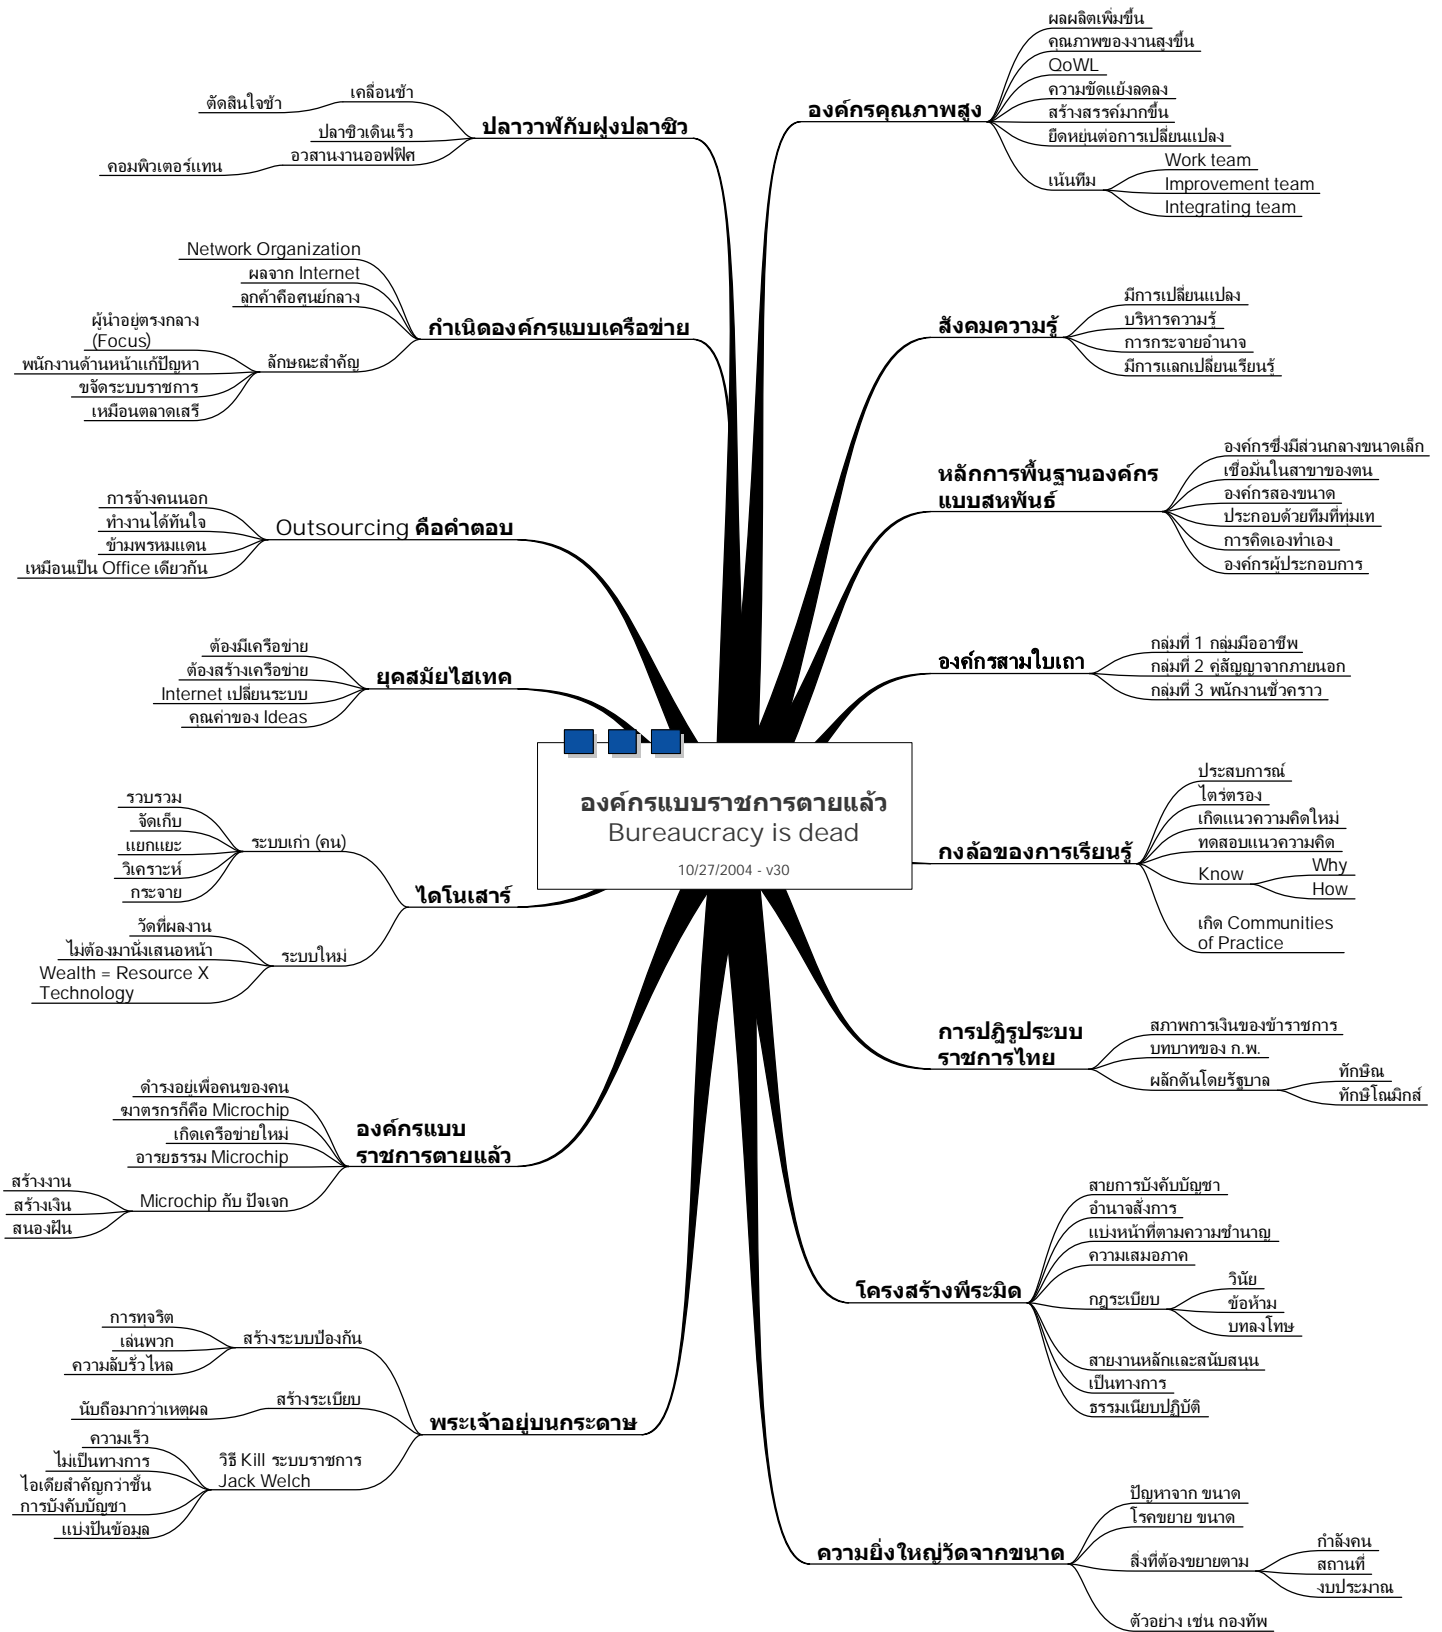 องค์กรแบบราชการตายแล้ว
Bureaucracy is dead
10/27/2004 - v30
องค์กรคุณภาพสูง
ผลผลิตเพิ่มขึ้น
คุณภาพของงานสูงขึ้น
QoWL
ความขัดแย้งลดลง
สร้างสรรค์มากขึ้น
ยืดหยุ่นต่อการเปลี่ยนแปลง
เน้นทีม
Work team
Improvement team
Integrating team
สังคมความรู้
มีการเปลี่ยนแปลง
บริหารความรู้
การกระจายอำนาจ
มีการแลกเปลี่ยนเรียนรู้
หลักการพื้นฐานองค์กร
แบบสหพันธ์
องค์กรซึ่งมีส่วนกลางขนาดเล็ก
เชื่อมั่นในสาขาของตน
องค์กรสองขนาด
ประกอบด้วยทีมที่ทุ่มเท
การคิดเองทำเอง
องค์กรผู้ประกอบการ
องค์กรสามใบเถา
กลุ่มที่ 1 กลุ่มมืออาชีพ
กลุ่มที่ 2 คู่สัญญาจากภายนอก
กลุ่มที่ 3 พนักงานชั่วคราว
กงล้อของการเรียนรู้
ประสบการณ์
ไตร่ตรอง
เกิดแนวความคิดใหม่
ทดสอบแนวความคิด
Know
Why
How
เกิด Communities
of Practice
การปฎิรูประบบ
ราชการไทย
สภาพการเงินของข้าราชการ
บทบาทของ ก.พ.
ผลักดันโดยรัฐบาล
ทักษิณ
ทักษิโณมิกส์
โครงสร้างพีระมิด
สายการบังคับบัญชา
อำนาจสั่งการ
แบ่งหน้าที่ตามความชำนาญ
ความเสมอภาค
กฎระเบียบ
วินัย
ข้อห้าม
บทลงโทษ
สายงานหลักและสนับสนุน
เป็นทางการ
ธรรมเนียบปฏิบัติ
ความยิ่งใหญ่วัดจากขนาด
ปัญหาจาก ขนาด
โรคขยาย ขนาด
สิ่งที่ต้องขยายตาม
กำลังคน
สถานที่
งบประมาณ
ตัวอย่าง เช่น กองทัพ
ปลาวาฬกับฝูงปลาซิว
เคลื่อนช้า
ตัดสินใจช้า
ปลาซิวเดินเร็ว
อวสานงานออฟฟิศ
คอมพิวเตอร์แทน
กำเนิดองค์กรแบบเครือข่าย
Network Organization
ผลจาก Internet
ลูกค้าคือศูนย์กลาง
ลักษณะสำคัญ
ผู้นำอยู่ตรงกลาง
(Focus)
พนักงานด้านหน้าแก้ปัญหา
ขจัดระบบราชการ
เหมือนตลาดเสรี
Outsourcing คือคำตอบ
การจ้างคนนอก
ทำงานได้ทันใจ
ข้ามพรหมแดน
เหมือนเป็น Office เดียวกัน
ยุคสมัยไฮเทค
ต้องมีเครือข่าย
ต้องสร้างเครือข่าย
Internet เปลี่ยนระบบ
คุณค่าของ Ideas
ไดโนเสาร์
ระบบเก่า (คน)
รวบรวม
จัดเก็บ
แยกแยะ
วิเคราะห์
กระจาย
ระบบใหม่
วัดที่ผลงาน
ไม่ต้องมานั่งเสนอหน้า
Wealth = Resource X
Technology
องค์กรแบบ
ราชการตายแล้ว
ดำรงอยู่เพื่อคนของคน
ฆาตรกรก็คือ Microchip
เกิดเครือข่ายใหม่
อารยธรรม Microchip
Microchip กับ ปัจเจก
สร้างงาน
สร้างเงิน
สนองฝัน
พระเจ้าอยู่บนกระดาษ
สร้างระบบป้องกัน
การทุจริต
เล่นพวก
ความลับรั่วไหล
สร้างระเบียบ
นับถือมากว่าเหตุผล
วิธี Kill ระบบราชการ
Jack Welch
ความเร็ว
ไม่เป็นทางการ
ไอเดียสำคัญกว่าชั้น
การบังคับบัญชา
แบ่งปันข้อมูล